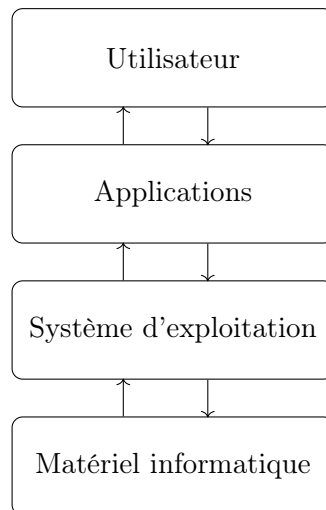 Utilisateur
Applications
Système d'exploitation
Matériel informatique